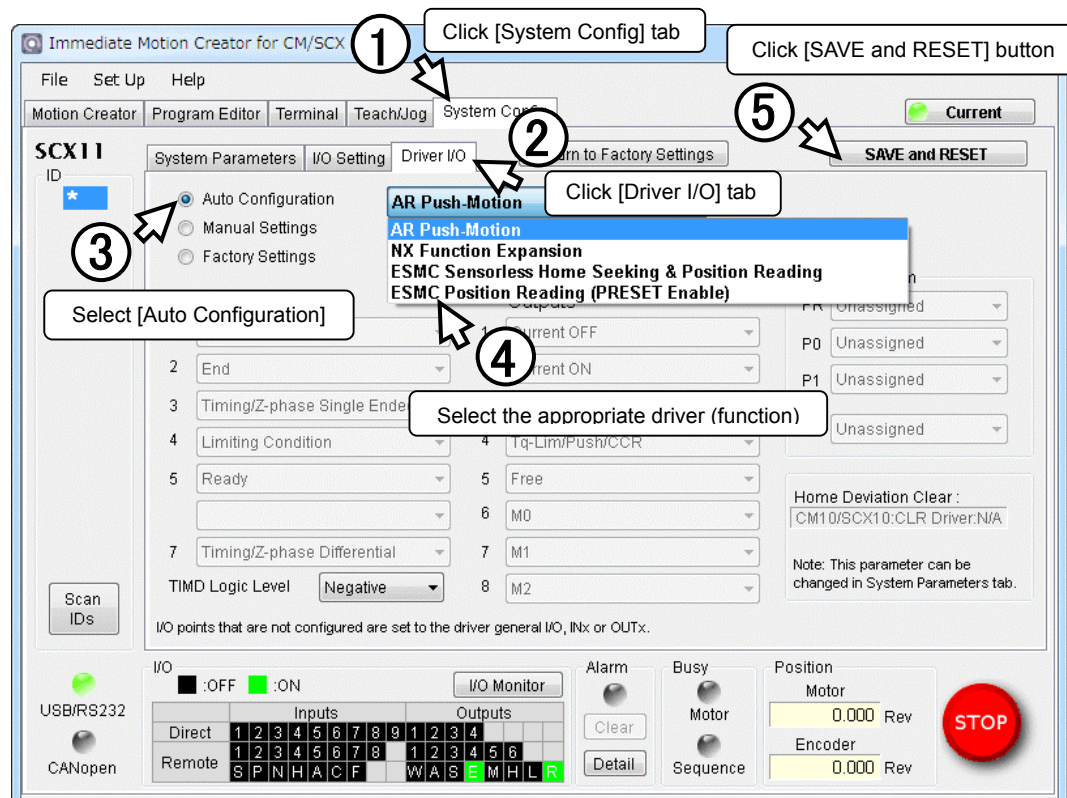 Immediate Motion Creator for CM/SCX
1
Click [System Config] tab
Click [SAVE and RESET] button
File Set Up Help
Motion Creator Program Editor Terminal Teach/Jog System
2
5
Current
SCX11
System Parameters I/O Setting Driver I/O to Factory Settings SAVE and RESET
ID
*
Click [Driver I/O] tab
3
Auto Configuration
Manual Settings
Factory Settings
AR Push-Motion
AR Push-Motion
NX Function Expansion
ESMC Sensorless Home Seeking & Position Reading
ESMC Position Reading (PRESET Enable)
Select [Auto Configuration]
4
Select the appropriate driver (function)
Outputs
1 Current OFF
PR Unassigned
2 End
Current ON
P0 Unassigned
3 Timing/Z-phase Single Ended
P1 Unassigned
4 Limiting Condition
4 Tq-Lim/Push/CCR
Unassigned
5 Ready
5 Free
6 M0
7 Timing/Z-phase Differential
7 M1
TIMD Logic Level Negative
8 M2
Home Deviation Clear :
CM10/SCX10:CLR Driver:N/A
Note: This parameter can be
changed in System Parameters tab.
Scan
IDs
I/O points that are not configured are set to the driver general I/O, INx or OUTx.
USB/RS232
CANopen
I/O
:OFF :ON
I/O Monitor
Inputs Outputs
Direct 1 2 3 4 5 6 7 8 9 1 2 3 4
Remote 1 2 3 4 5 6 7 8 1 2 3 4 5 6
S P N H A C F W A S E M H L R
Alarm
Clear
Detail
Busy
Motor
Sequence
Position
Motor
0.000 Rev
Encoder
0.000 Rev
STOP